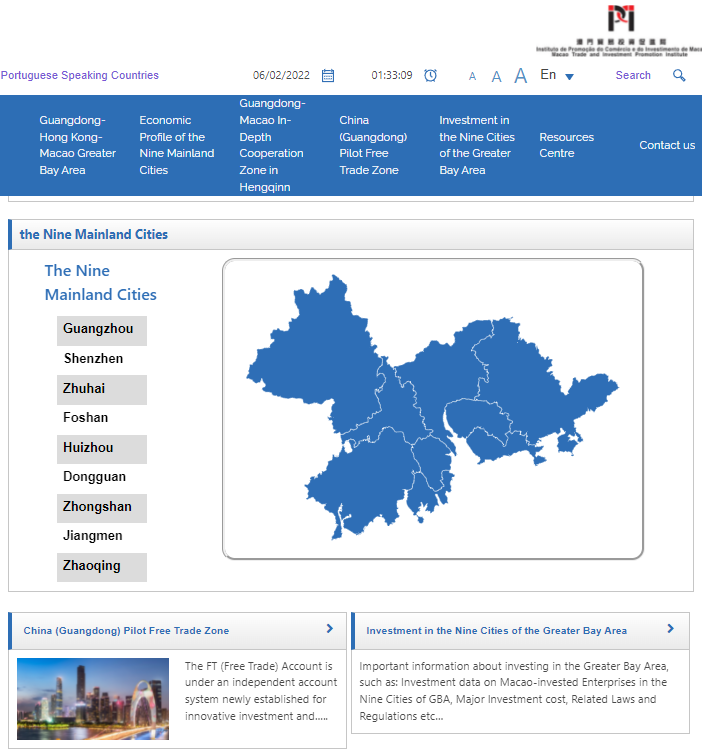 澳門貿易投資促進局
Instituto de Promoção do Comércio e do Investimento de Maca
Macao Trade and Investment Promotion Institute
Portuguese Speaking Countries
06/02/2022
01:33:09
A A A
En
Search
Guangdong-
Hong Kong-
Macao Greater
Bay Area
Economic
Profile of the
Nine Mainland
Cities
Guangdong-
Macao In-
Depth
Cooperation
Zone in
Hengqinn
China
(Guangdong)
Pilot Free
Trade Zone
Investment in
the Nine Cities
of the Greater
Bay Area
Resources
Centre
Contact us
the Nine Mainland Cities
The Nine
Mainland Cities
Guangzhou
Shenzhen
Zhuhai
Foshan
Huizhou
Dongguan
Zhongshan
Jiangmen
Zhaoqing
China (Guangdong) Pilot Free Trade Zone
The FT (Free Trade) Account is
under an independent account
system newly established for
innovative investment and.....
Investment in the Nine Cities of the Greater Bay Area
Important information about investing in the Greater Bay Area,
such as: Investment data on Macao-invested Enterprises in the
Nine Cities of GBA, Major Investment cost, Related Laws and
Regulations etc...